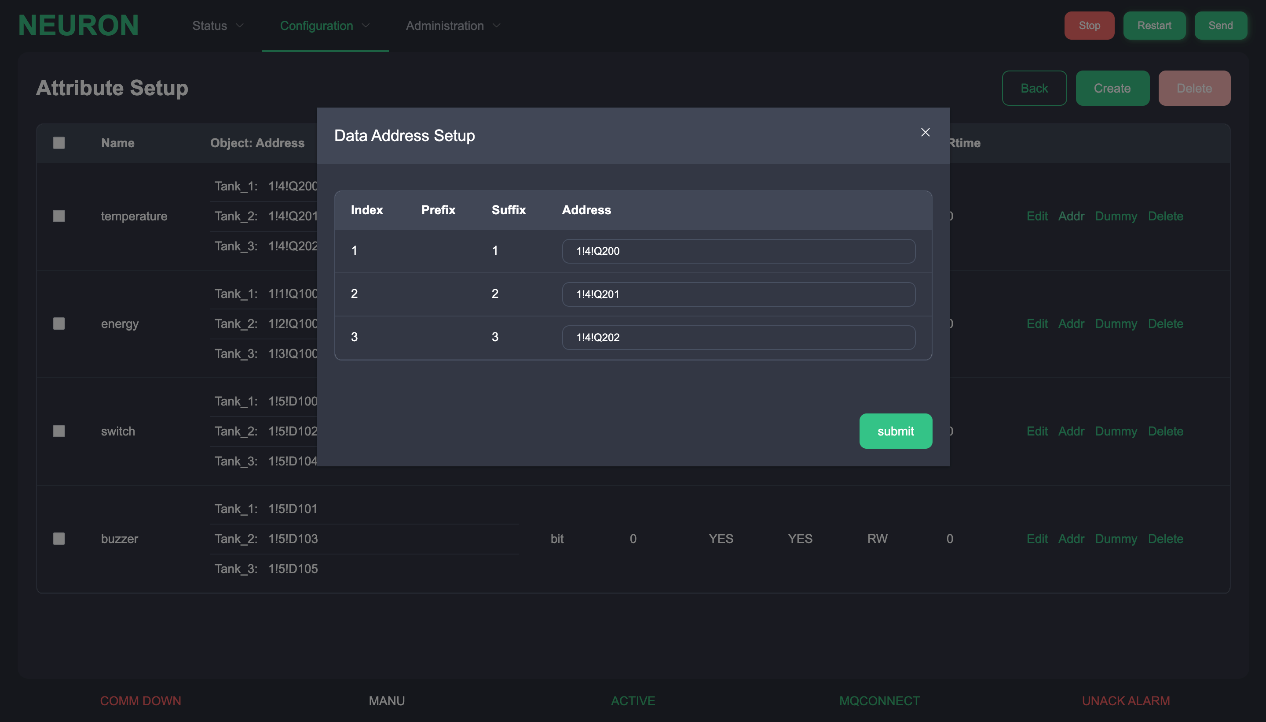 NEURON Status Configuration Administration Stop Restart Send
Attribute Setup Back Create Delete
Data Address Setup
Name Object: Address Rtime
Index Prefix Suffix Address
1 1 1!4!Q200
2 2 1!4!Q201
3 3 1!4!Q202
submit
Tank_1: 1!4!Q200
temperature Tank_2: 1!4!Q201 0 Edit Addr Dummy Delete
Tank_3: 1!4!Q202
Tank_1: 1!1!Q100
energy Tank_2: 1!2!Q100 0 Edit Addr Dummy Delete
Tank_3: 1!3!Q100
Tank_1: 1!5!D100
switch Tank_2: 1!5!D102 0 Edit Addr Dummy Delete
Tank_3: 1!5!D104
Tank_1: 1!5!D101
buzzer Tank_2: 1!5!D103 bit 0 YES YES RW 0 Edit Addr Dummy Delete
Tank_3: 1!5!D105
COMM DOWN MANU ACTIVE MQCONNECT UNACK ALARM